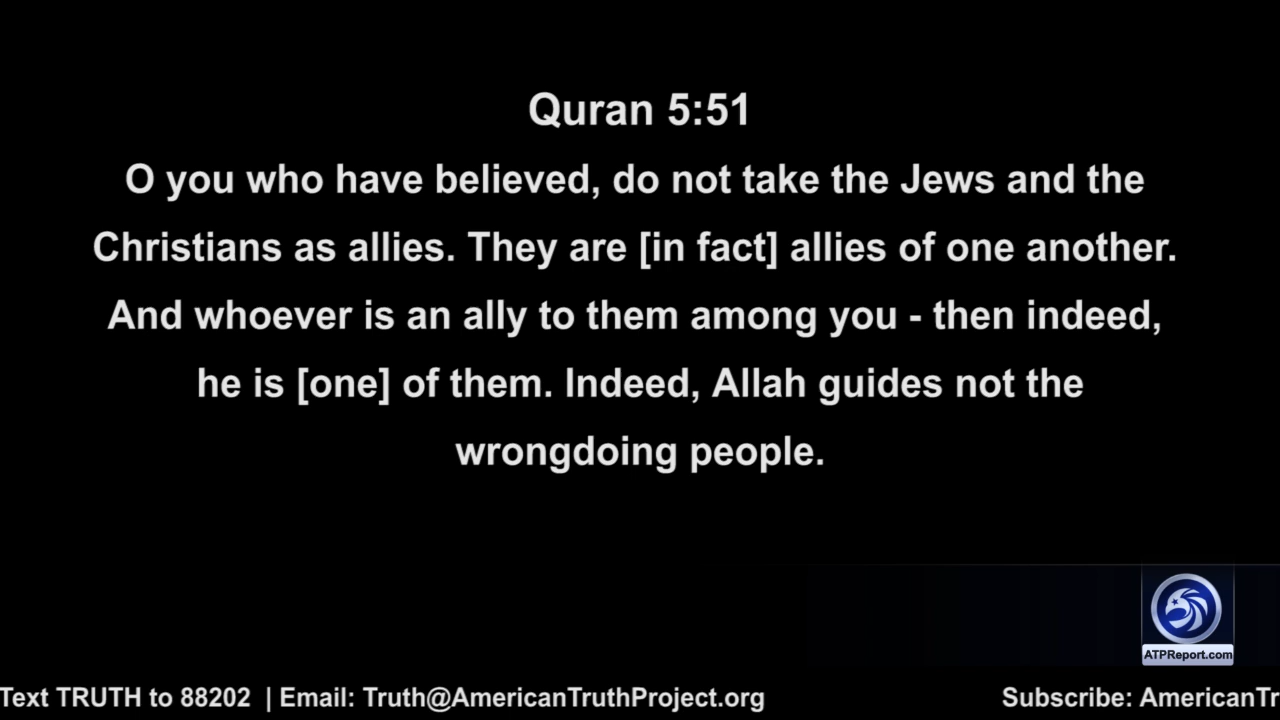 Quran 5:51
O you who have believed, do not take the Jews and the
Christians as allies. They are [in fact] allies of one another.
And whoever is an ally to them among you - then indeed,
he is [one] of them. Indeed, Allah guides not the
wrongdoing people.
ATPReport.com
Text TRUTH to 88202 | Email: Truth@AmericanTruthProject.org
Subscribe: AmericanTr